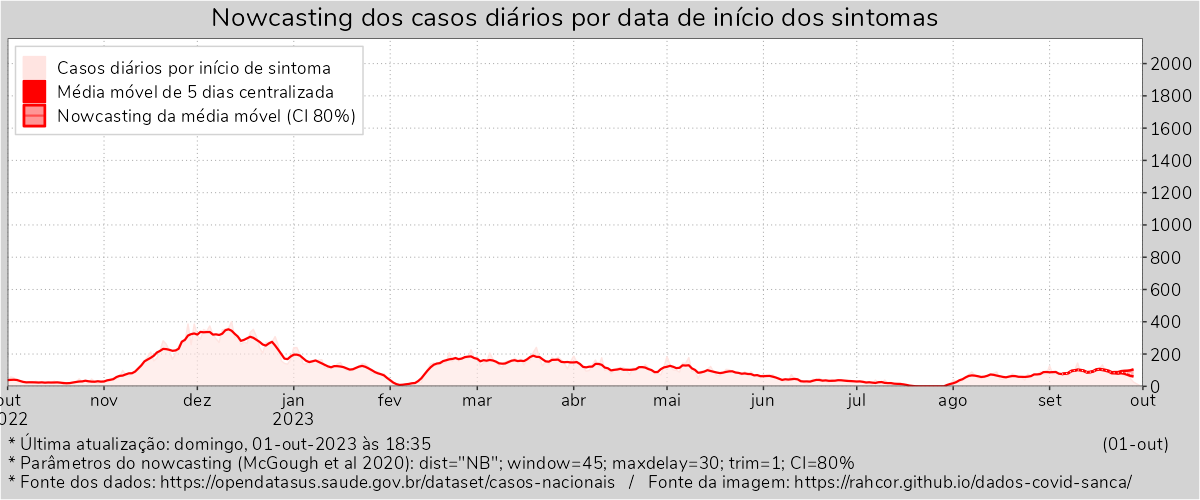 Nowcasting dos casos diários por data de início dos sintomas
Casos diários por início de sintoma
Média móvel de 5 dias centralizada
Nowcasting da média móvel (CI 80%)
2000
1800
1600
1400
1200
1000
800
600
400
200
0
out nov dez jan fev mar abr mai jun jul ago set out
022 2023
* Última atualização: domingo, 01-out-2023 às 18:35 (01-out)
* Parâmetros do nowcasting (McGough et al 2020): dist="NB"; window=45; maxdelay=30; trim=1; CI=80%
* Fonte dos dados: https://opendatasus.saude.gov.br/dataset/casos-nacionais / Fonte da imagem: https://rahcor.github.io/dados-covid-sanca/